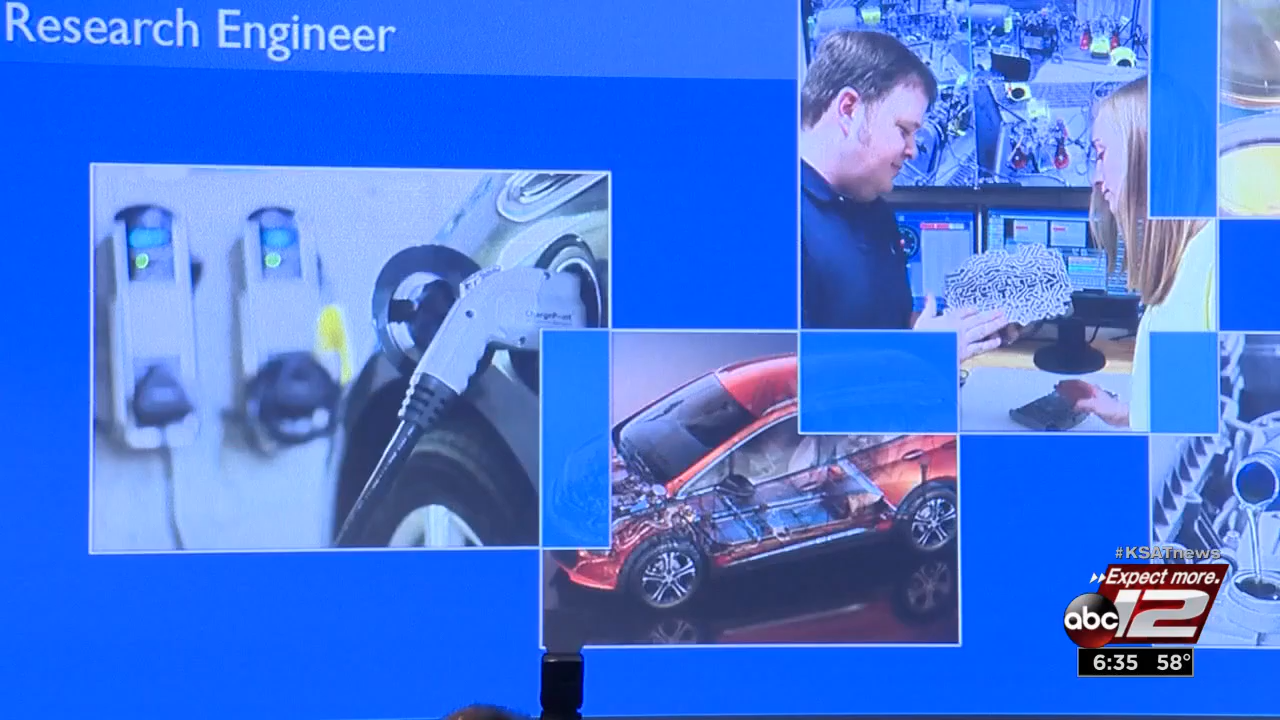 Research Engineer
ChargePoint
#KSATnews
Expect more.
abc 12
6:35 58°